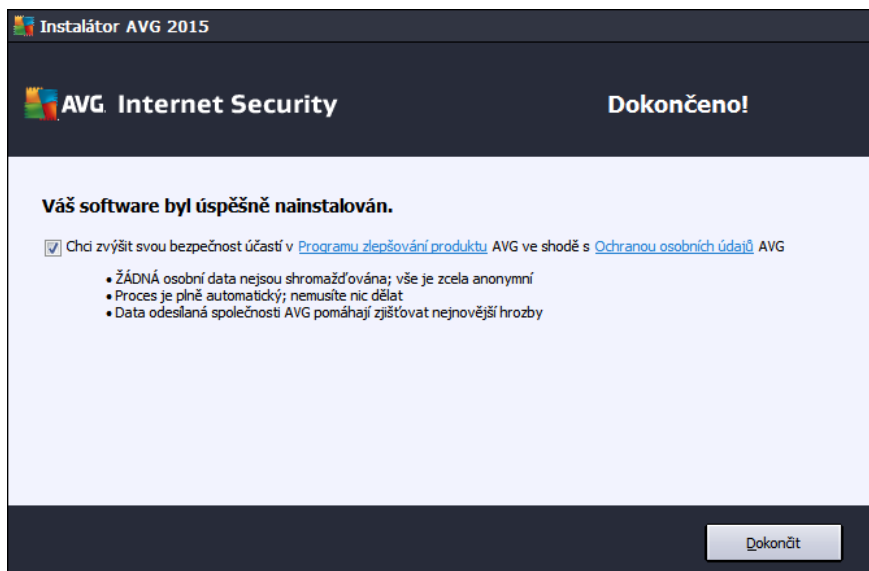 Instalátor AVG 2015
AVG. Internet Security
Dokončeno!
Váš software byl úspěšně nainstalován.
Chci zvýšit svou bezpečnost účastí v Programu zlepšování produktu AVG ve shodě s Ochranou osobních údajů AVG
• ŽÁDNÁ osobní data nejsou shromažďována; vše je zcela anonymní
• Proces je plně automatický; nemusíte nic dělat
• Data odesílaná společnosti AVG pomáhají zjišťovat nejnovější hrozby
Dokončit